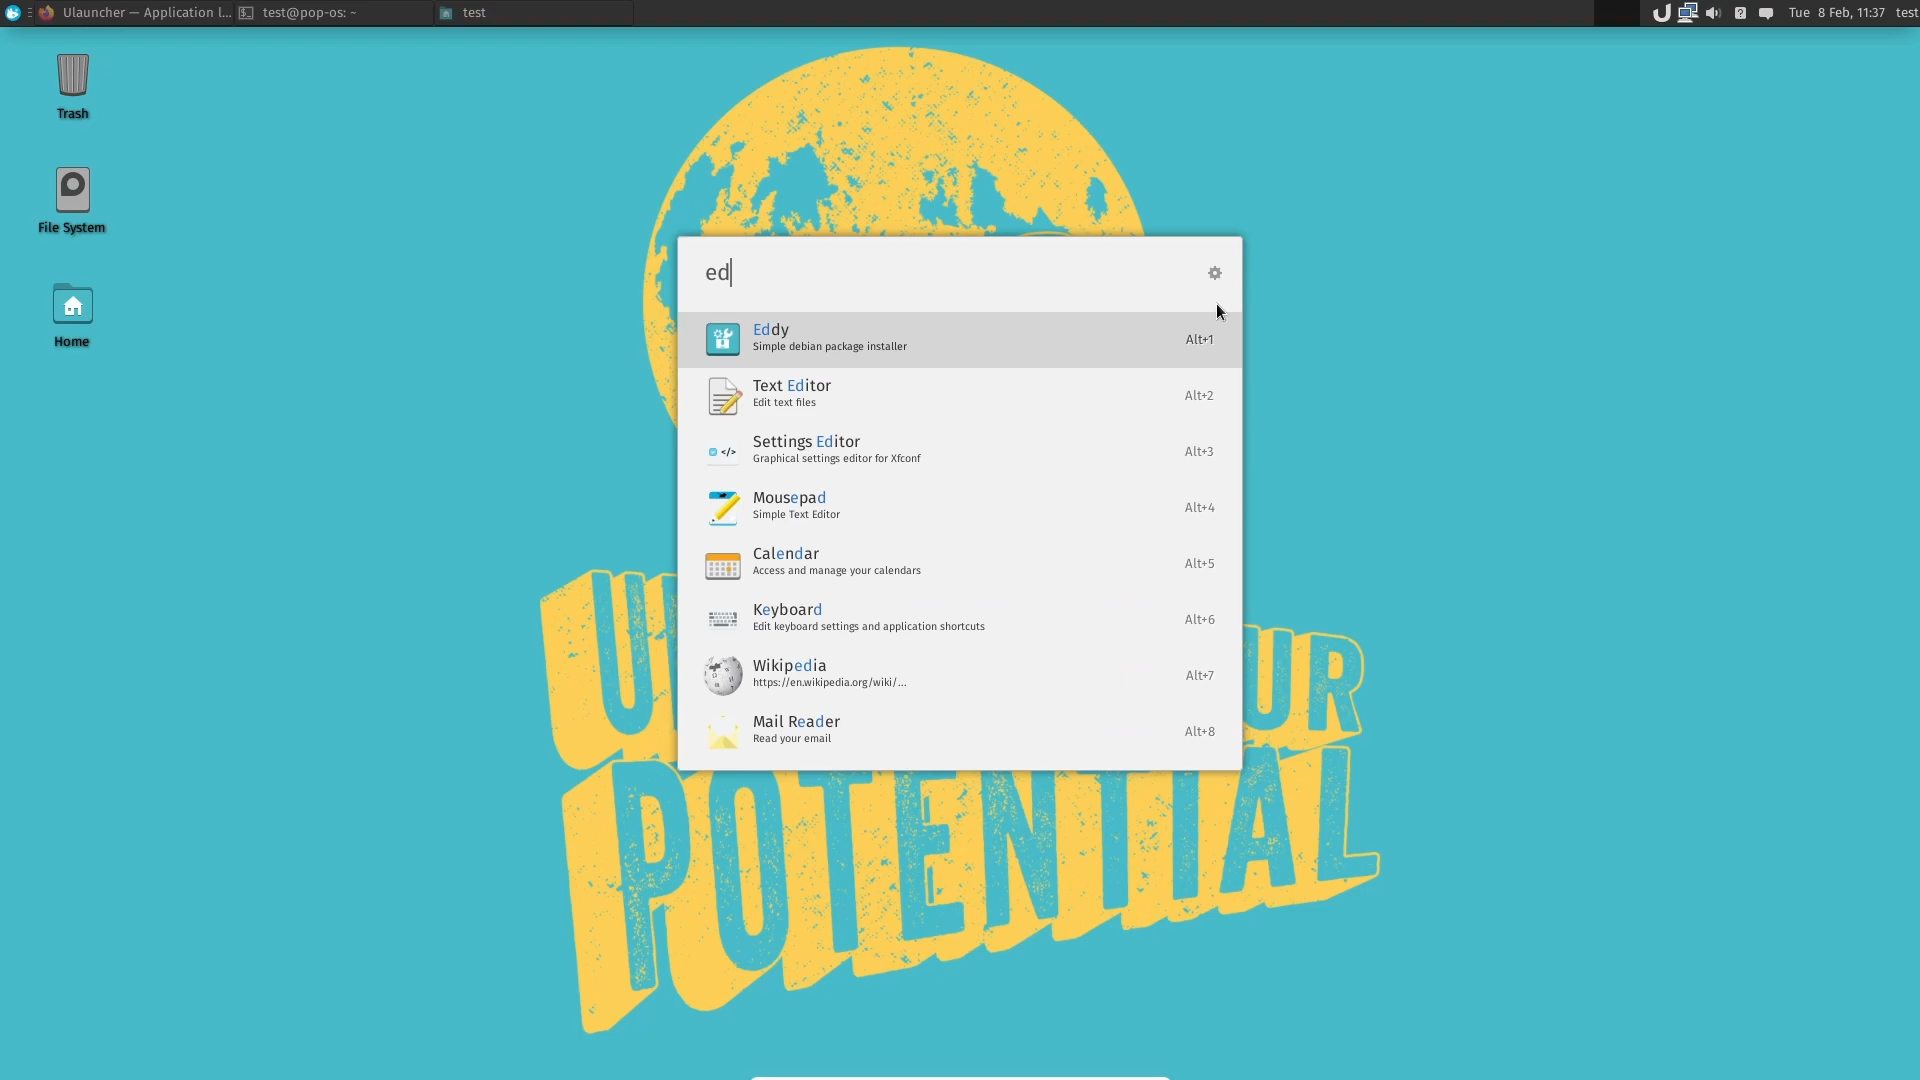 Ulauncher — Application l...
test@pop-os: ~
test
Tue 8 Feb, 11:37
test
Trash
File System
Home
ed
Eddy
Simple debian package installer
Alt+1
Text Editor
Edit text files
Alt+2
Settings Editor
Graphical settings editor for Xfconf
Alt+3
Mousepad
Simple Text Editor
Alt+4
Calendar
Access and manage your calendars
Alt+5
Keyboard
Edit keyboard settings and application shortcuts
Alt+6
Wikipedia
https://en.wikipedia.org/wiki/...
Alt+7
Mail Reader
Read your email
Alt+8
POTENTIAL